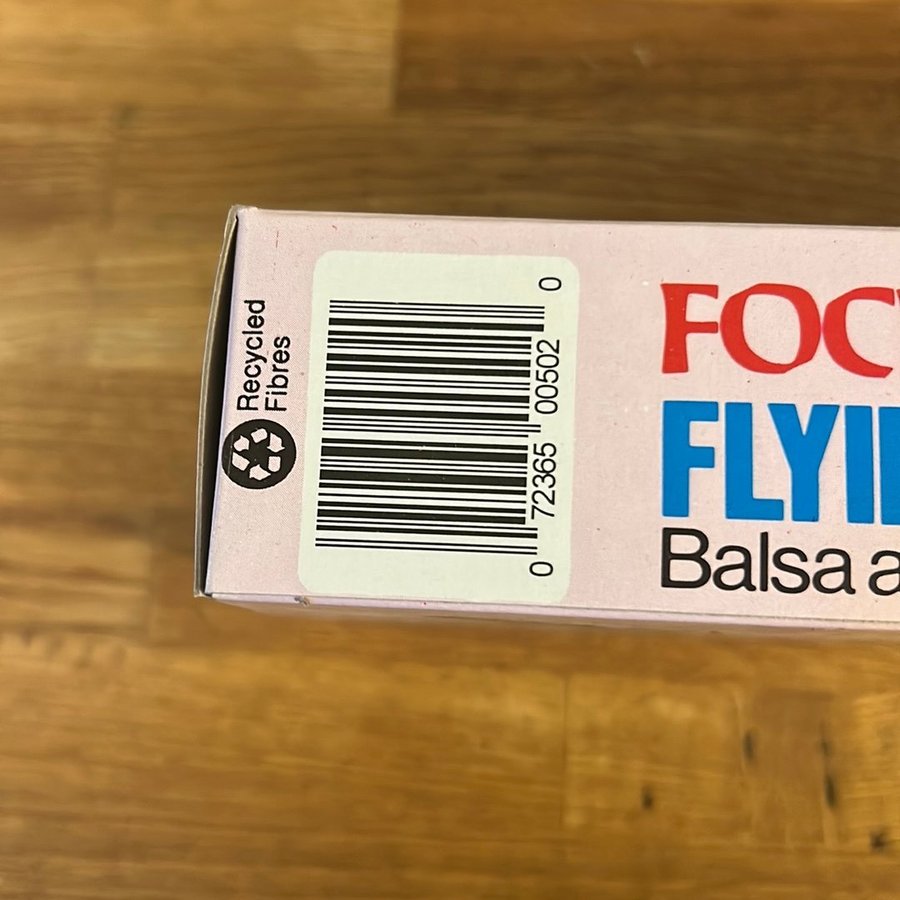 Recycled
Fibres
0 72365 00502 0
FOC
FLYI
Balsa a